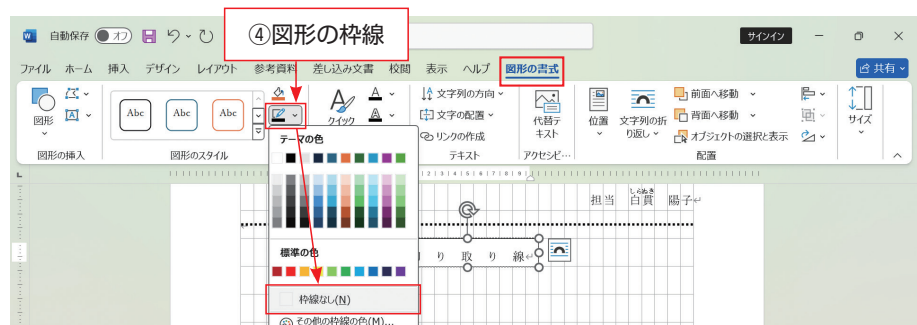 ④図形の枠線
自動保存 オフ
サインイン
ファイル ホーム 挿入 デザイン レイアウト 参考資料 差し込み文書 校閲 表示 ヘルプ 図形の書式 共有
図形
Abc Abc Abc
クイック
文字列の方向
文字の配置
リンクの作成
代替テ
キスト
位置
文字列の折
り返し
前面へ移動
背面へ移動
オブジェクトの選択と表示
サイズ
図形の挿入 図形のスタイル テキスト アクセシビ… 配置
テーマの色
標準の色
枠線なし(N)
その他の枠線の色(M)...
担当 白貫 陽子
しらぬき
り 取 り 線